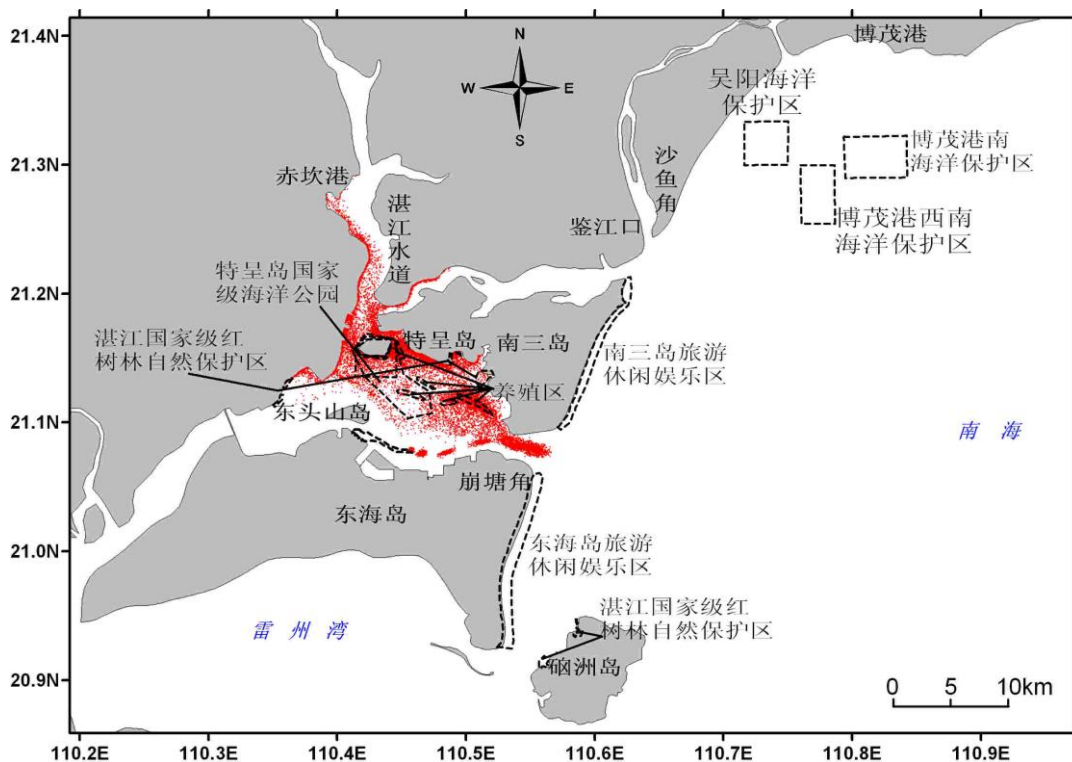 21.4N
21.3N
21.2N
21.1N
21.0N
20.9N
N
W
E
S
博茂港
吴阳海洋
保护区
博茂港南
海洋保护区
博茂港西南
海洋保护区
沙鱼角
鉴江口
赤坎港
湛江水道
特呈岛国家
级海洋公园
湛江国家级红
树林自然保护区
特呈岛
南三岛
养殖区
南三岛旅游
休闲娱乐区
东头山岛
南 海
崩塘角
东海岛
东海岛旅游
休闲娱乐区
雷 州 湾
湛江国家级红
树林自然保护区
硇洲岛
0 5 10km
110.2E 110.3E 110.4E 110.5E 110.6E 110.7E 110.8E 110.9E